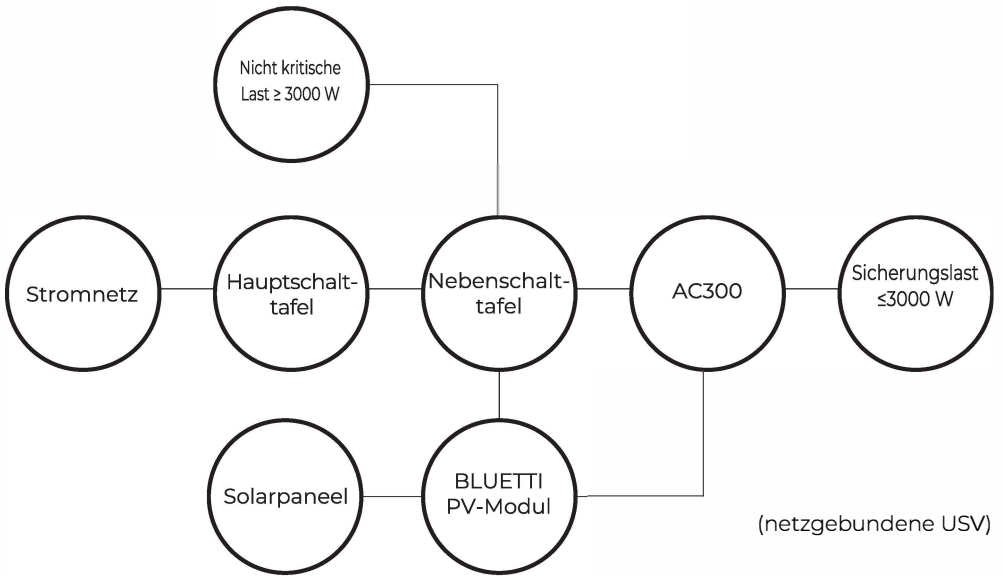 Nicht kritische
Last ≥ 3000 W
Stromnetz
Hauptschalt-
tafel
Nebenschalt-
tafel
AC300
Sicherungslast
≤3000 W
Solarpaneel
BLUETTI
PV-Modul
(netzgebundene USV)